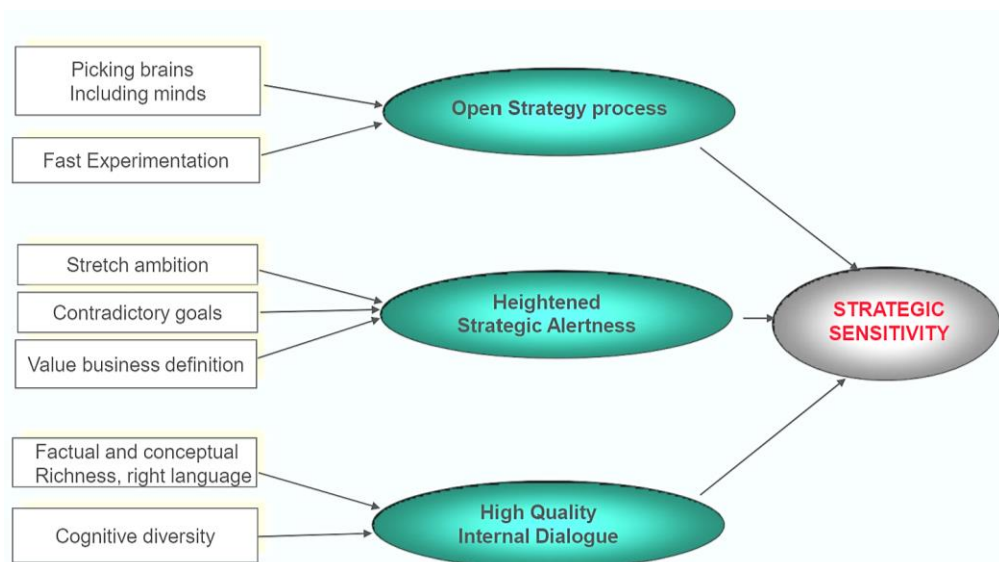 Picking brains
Including minds
Fast Experimentation
Open Strategy process
Stretch ambition
Contradictory goals
Value business definition
Heightened
Strategic Alertness
STRATEGIC
SENSITIVITY
Factual and conceptual
Richness, right language
Cognitive diversity
High Quality
Internal Dialogue